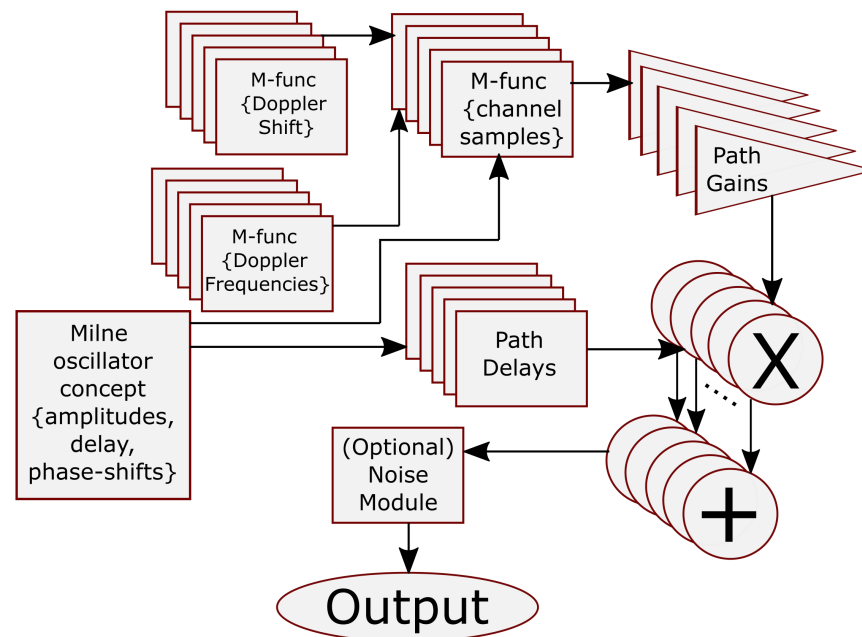 M-func
{Doppler
Shift}
M-func
{channel
samples}
Path
Gains
M-func
{Doppler
Frequencies}
Milne
oscillator
concept
{amplitudes,
delay,
phase-shifts}
Path
Delays
X
.....
(Optional)
Noise
Module
+
Output